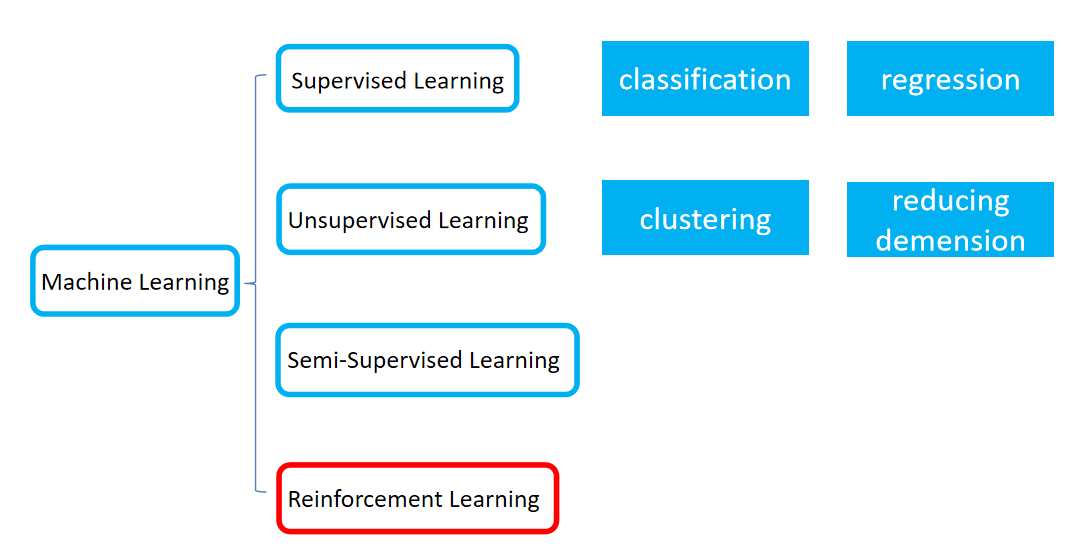 Supervised Learning
classification
regression
Unsupervised Learning
clustering
reducing
demension
Machine Learning
Semi-Supervised Learning
Reinforcement Learning